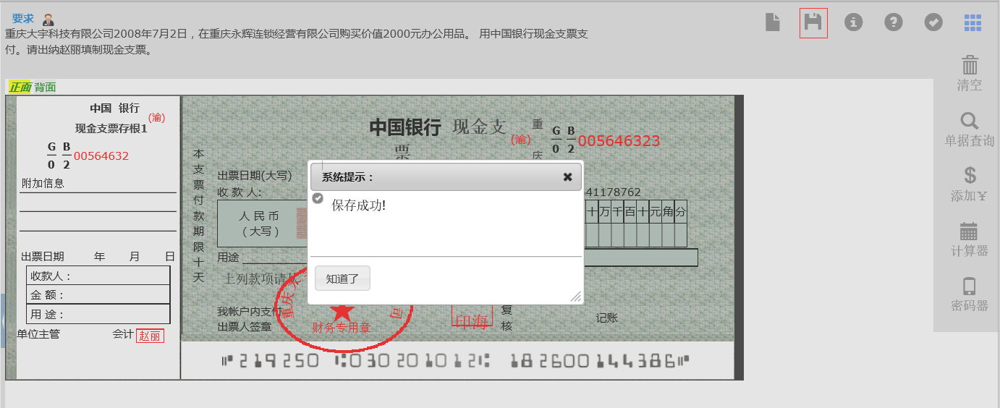 要求
重庆大宇科技有限公司2008年7月2日，在重庆永辉连锁经营有限公司购买价值2000元办公用品。 用中国银行现金支票支
付。请出纳赵丽填制现金支票。
清空
单据查询
添加￥
计算器
密码器
正面 背面
中国 银行
(渝)
现金支票存根1
G B
0 2
00564632
附加信息
出票日期 年 月 日
收款人：
金 额：
用 途：
单位主管 会计 赵丽
本支票付款期限十天
中国银行 现金支票
(渝)
重庆
G B
0 2
005646323
出票日期(大写)
收 款 人:
41178762
人 民 币
( 大写 )
十 万 千 百 十 元 角 分
用途
系统提示：
保存成功!
知道了
上列款项请从
我帐户内支付
出票人签章
重庆大
司
财务专用章
印海
复核
记账
219250 030201012 182600144386